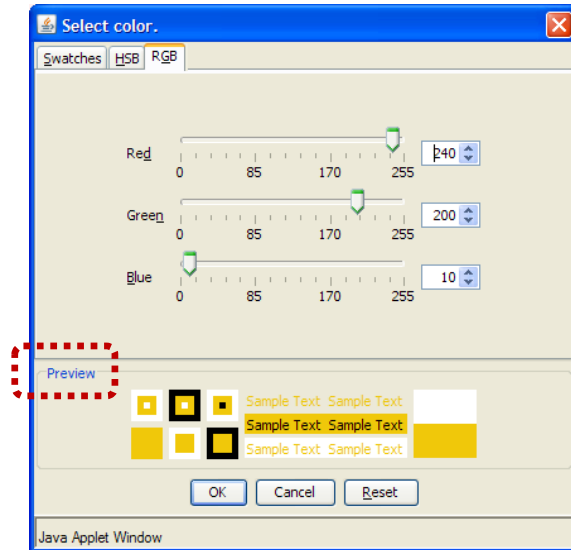 Select color.
Swatches HSB RGB
Red 240
0 85 170 255
Green 200
0 85 170 255
Blue 10
0 85 170 255
Preview
Sample Text Sample Text
Sample Text Sample Text
Sample Text Sample Text
OK Cancel Reset
Java Applet Window